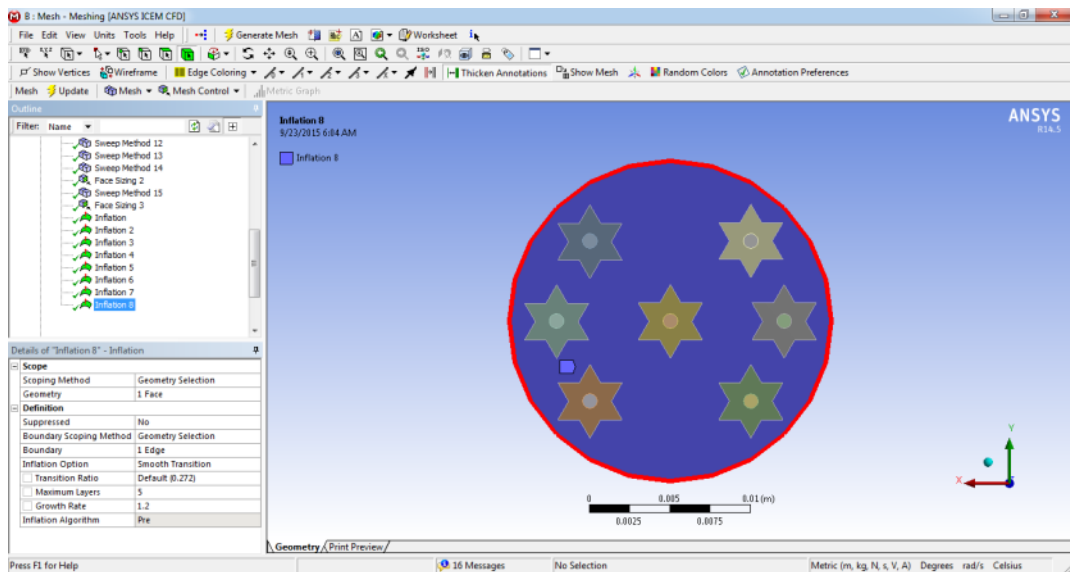 B : Mesh - Meshing [ANSYS ICEM CFD]
File Edit View Units Tools Help Generate Mesh Worksheet
Show Vertices Wireframe Edge Coloring Thicken Annotations Show Mesh Random Colors Annotation Preferences
Mesh Update Mesh Mesh Control Metric Graph
Outline
Filter: Name
Sweep Method 12
Sweep Method 13
Sweep Method 14
Face Sizing 2
Sweep Method 15
Face Sizing 3
Inflation
Inflation 2
Inflation 3
Inflation 4
Inflation 5
Inflation 6
Inflation 7
Inflation 8
Details of "Inflation 8" - Inflation
Scope
Scoping Method Geometry Selection
Geometry 1 Face
Definition
Suppressed No
Boundary Scoping Method Geometry Selection
Boundary 1 Edge
Inflation Option Smooth Transition
Transition Ratio Default (0.272)
Maximum Layers 5
Growth Rate 1.2
Inflation Algorithm Pre
Inflation 8
9/23/2015 6:04 AM
Inflation 8
ANSYS
R14.5
Y
X
0 0.005 0.01 (m)
0.0025 0.0075
Geometry Print Preview
Press F1 for Help 16 Messages No Selection Metric (m, kg, N, s, V, A) Degrees rad/s Celsius